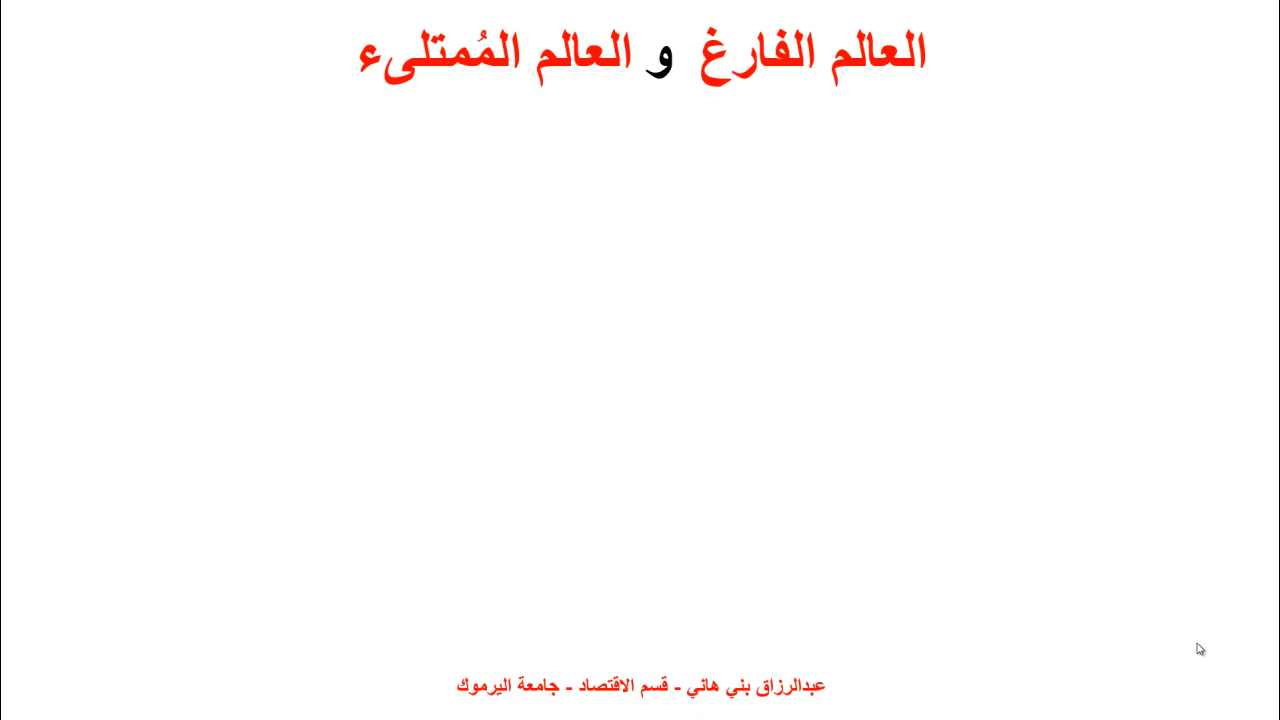 العالم الفارغ و العالم المُمتلىء
عبدالرزاق بني هاني - قسم الاقتصاد - جامعة اليرموك